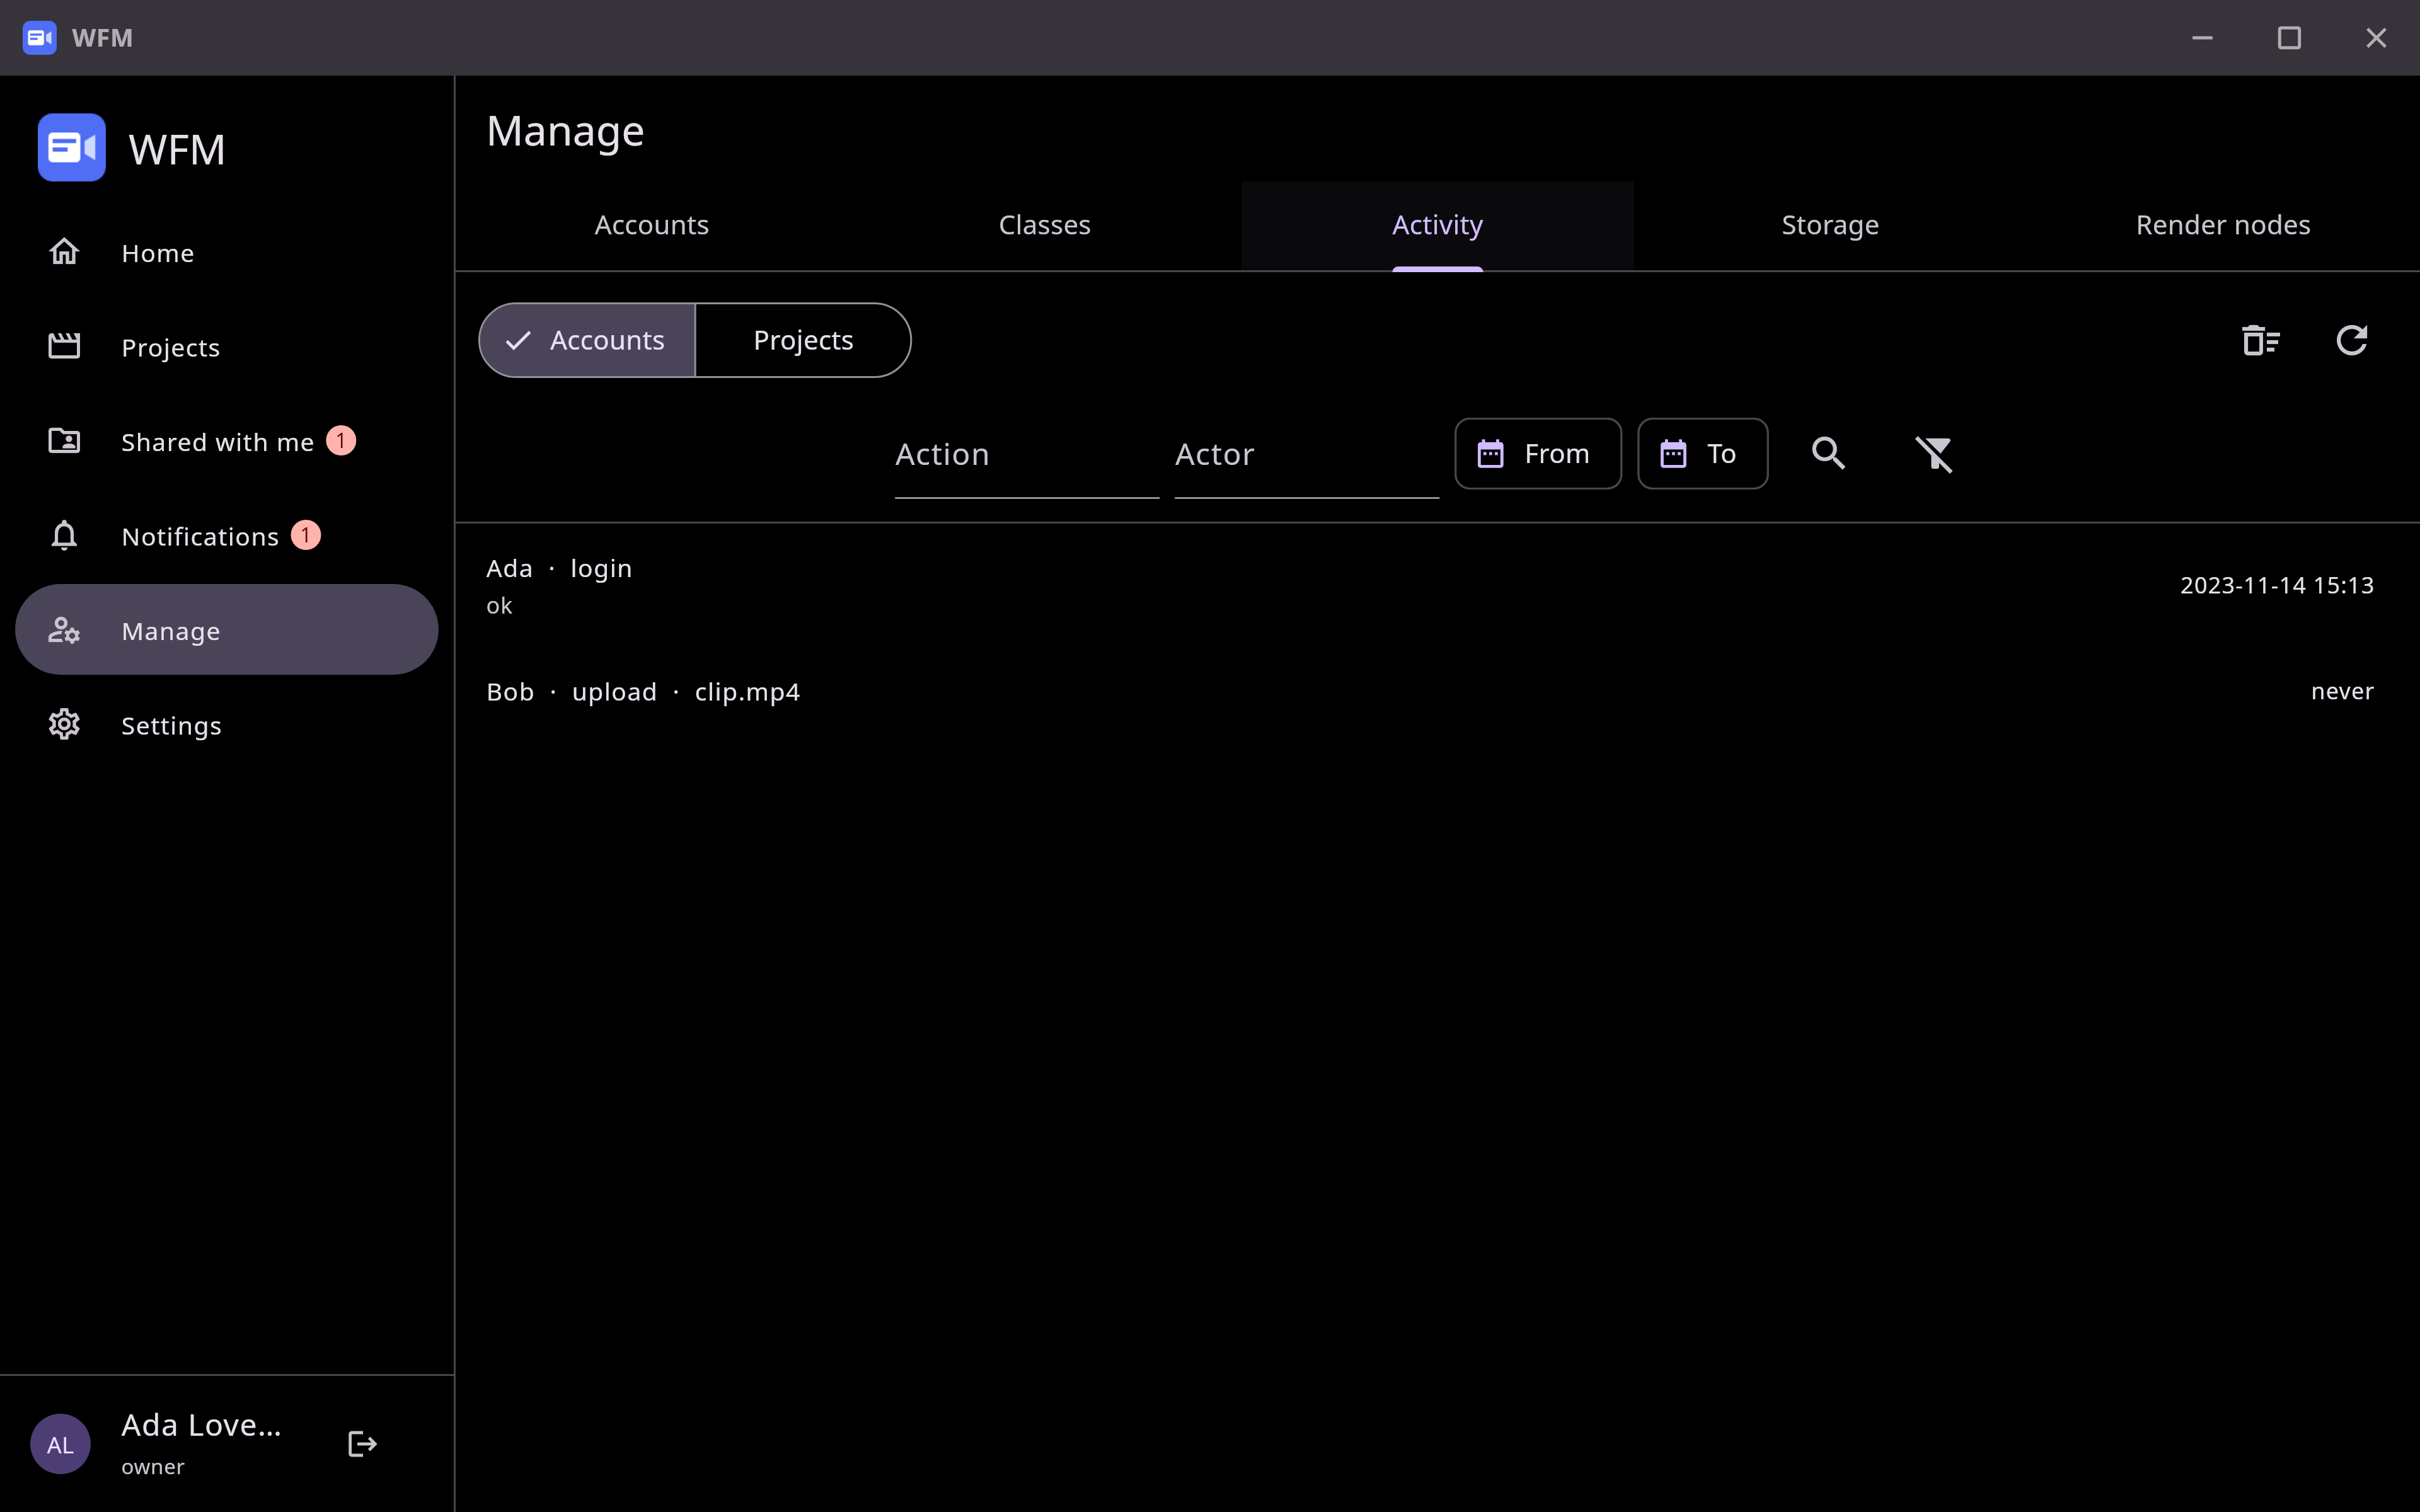 WFM
WFM
Home
Projects
Shared with me 1
Notifications 1
Manage
Settings
AL
Ada Love...
owner
Manage
Accounts Classes Activity Storage Render nodes
Accounts Projects
Action Actor From To
Ada · login
ok
2023-11-14 15:13
Bob · upload · clip.mp4
never